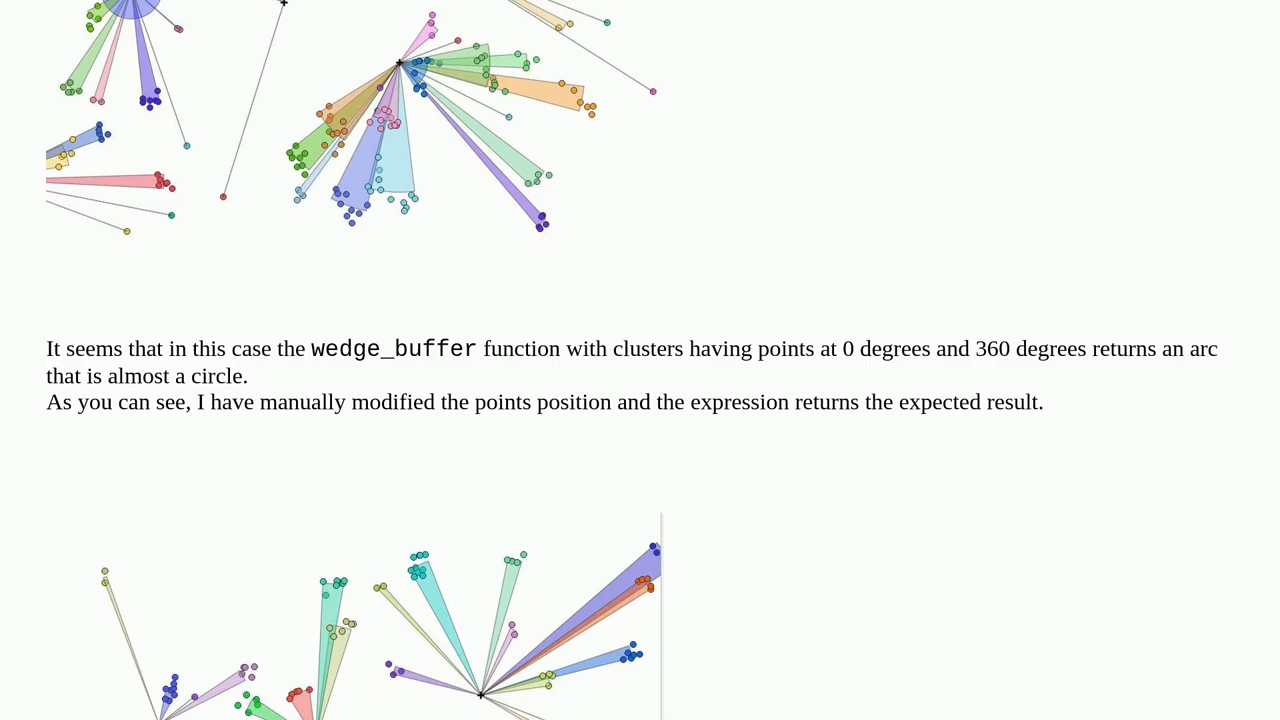 It seems that in this case the wedge_buffer function with clusters having points at 0 degrees and 360 degrees returns an arc
that is almost a circle.
As you can see, I have manually modified the points position and the expression returns the expected result.